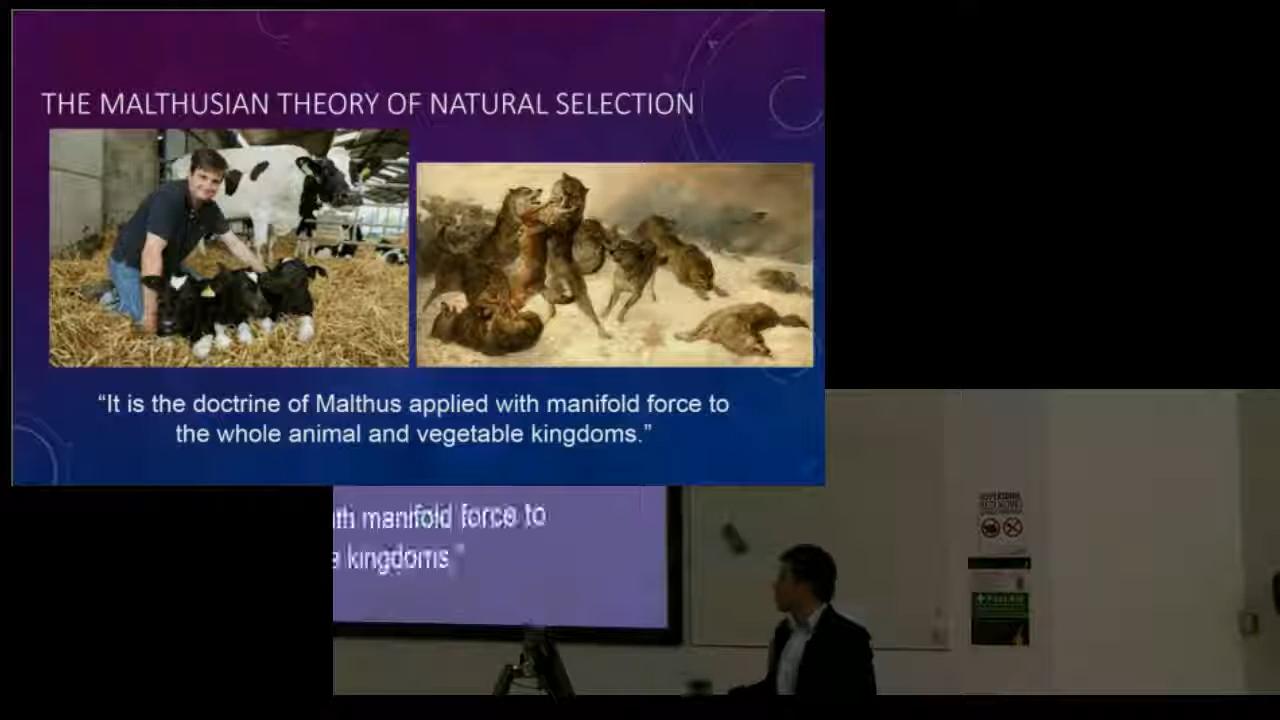 THE MALTHUSIAN THEORY OF NATURAL SELECTION
“It is the doctrine of Malthus applied with manifold force to
the whole animal and vegetable kingdoms.”
manifold force to
kingdoms.”